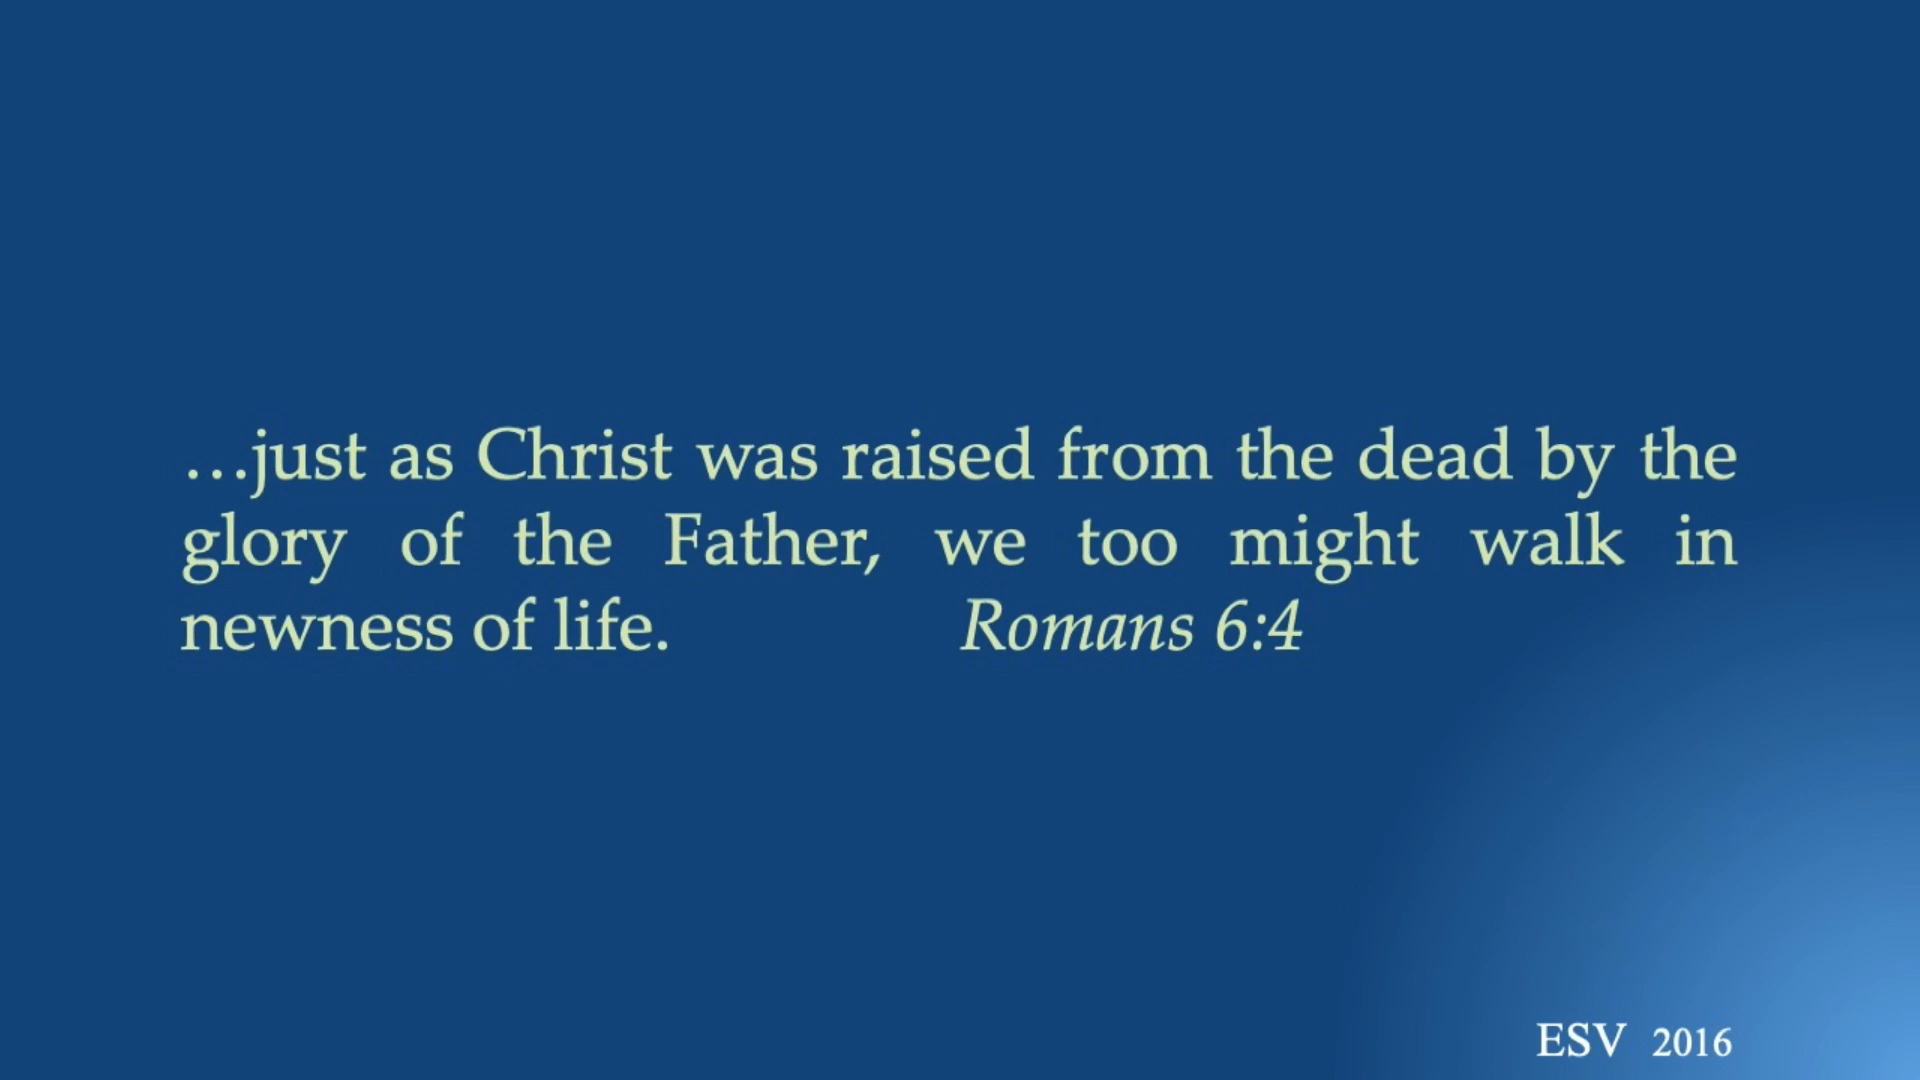 …just as Christ was raised from the dead by the
glory of the Father, we too might walk in
newness of life. Romans 6:4
ESV 2016